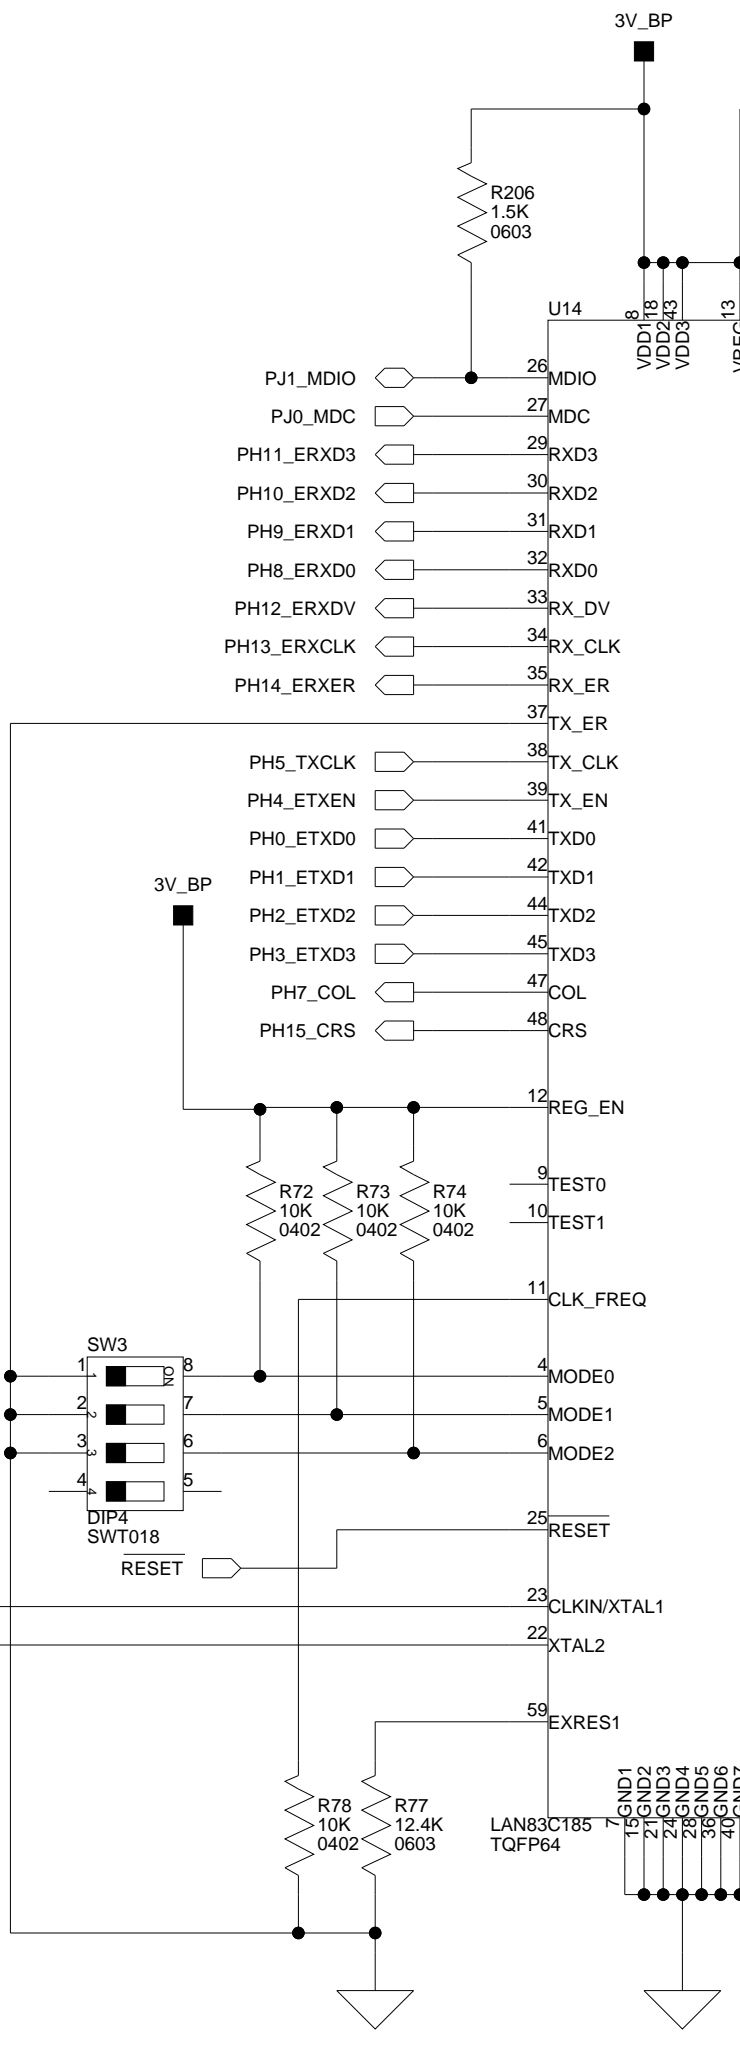 3V_BP
R206
1.5K
0603
U14
8
18
43
13
VDD1
VDD2
VDD3
PJ1_MDIO
26
MDIO
PJ0_MDC
27
MDC
PH11_ERXD3
29
RXD3
PH10_ERXD2
30
RXD2
PH9_ERXD1
31
RXD1
PH8_ERXD0
32
RXD0
PH12_ERXDV
33
RX_DV
PH13_ERXCLK
34
RX_CLK
PH14_ERXER
35
RX_ER
37
TX_ER
PH5_TXCLK
38
TX_CLK
PH4_ETXEN
39
TX_EN
PH0_ETXD0
41
TXD0
PH1_ETXD1
42
TXD1
3V_BP
PH2_ETXD2
44
TXD2
PH3_ETXD3
45
TXD3
PH7_COL
47
COL
PH15_CRS
48
CRS
12
REG_EN
R72
10K
0402
R73
10K
0402
R74
10K
0402
9
TEST0
10
TEST1
11
CLK_FREQ
SW3
1
1
ON
8
4
MODE0
2
2
7
5
MODE1
3
3
6
6
MODE2
4
4
5
DIP4
SWT018
25
RESET
RESET
23
CLKIN/XTAL1
22
XTAL2
59
EXRES1
R78
10K
0402
R77
12.4K
0603
LAN83C185
TQFP64
GND1
GND2
GND3
GND4
GND5
GND6
7
15
21
24
28
36
40